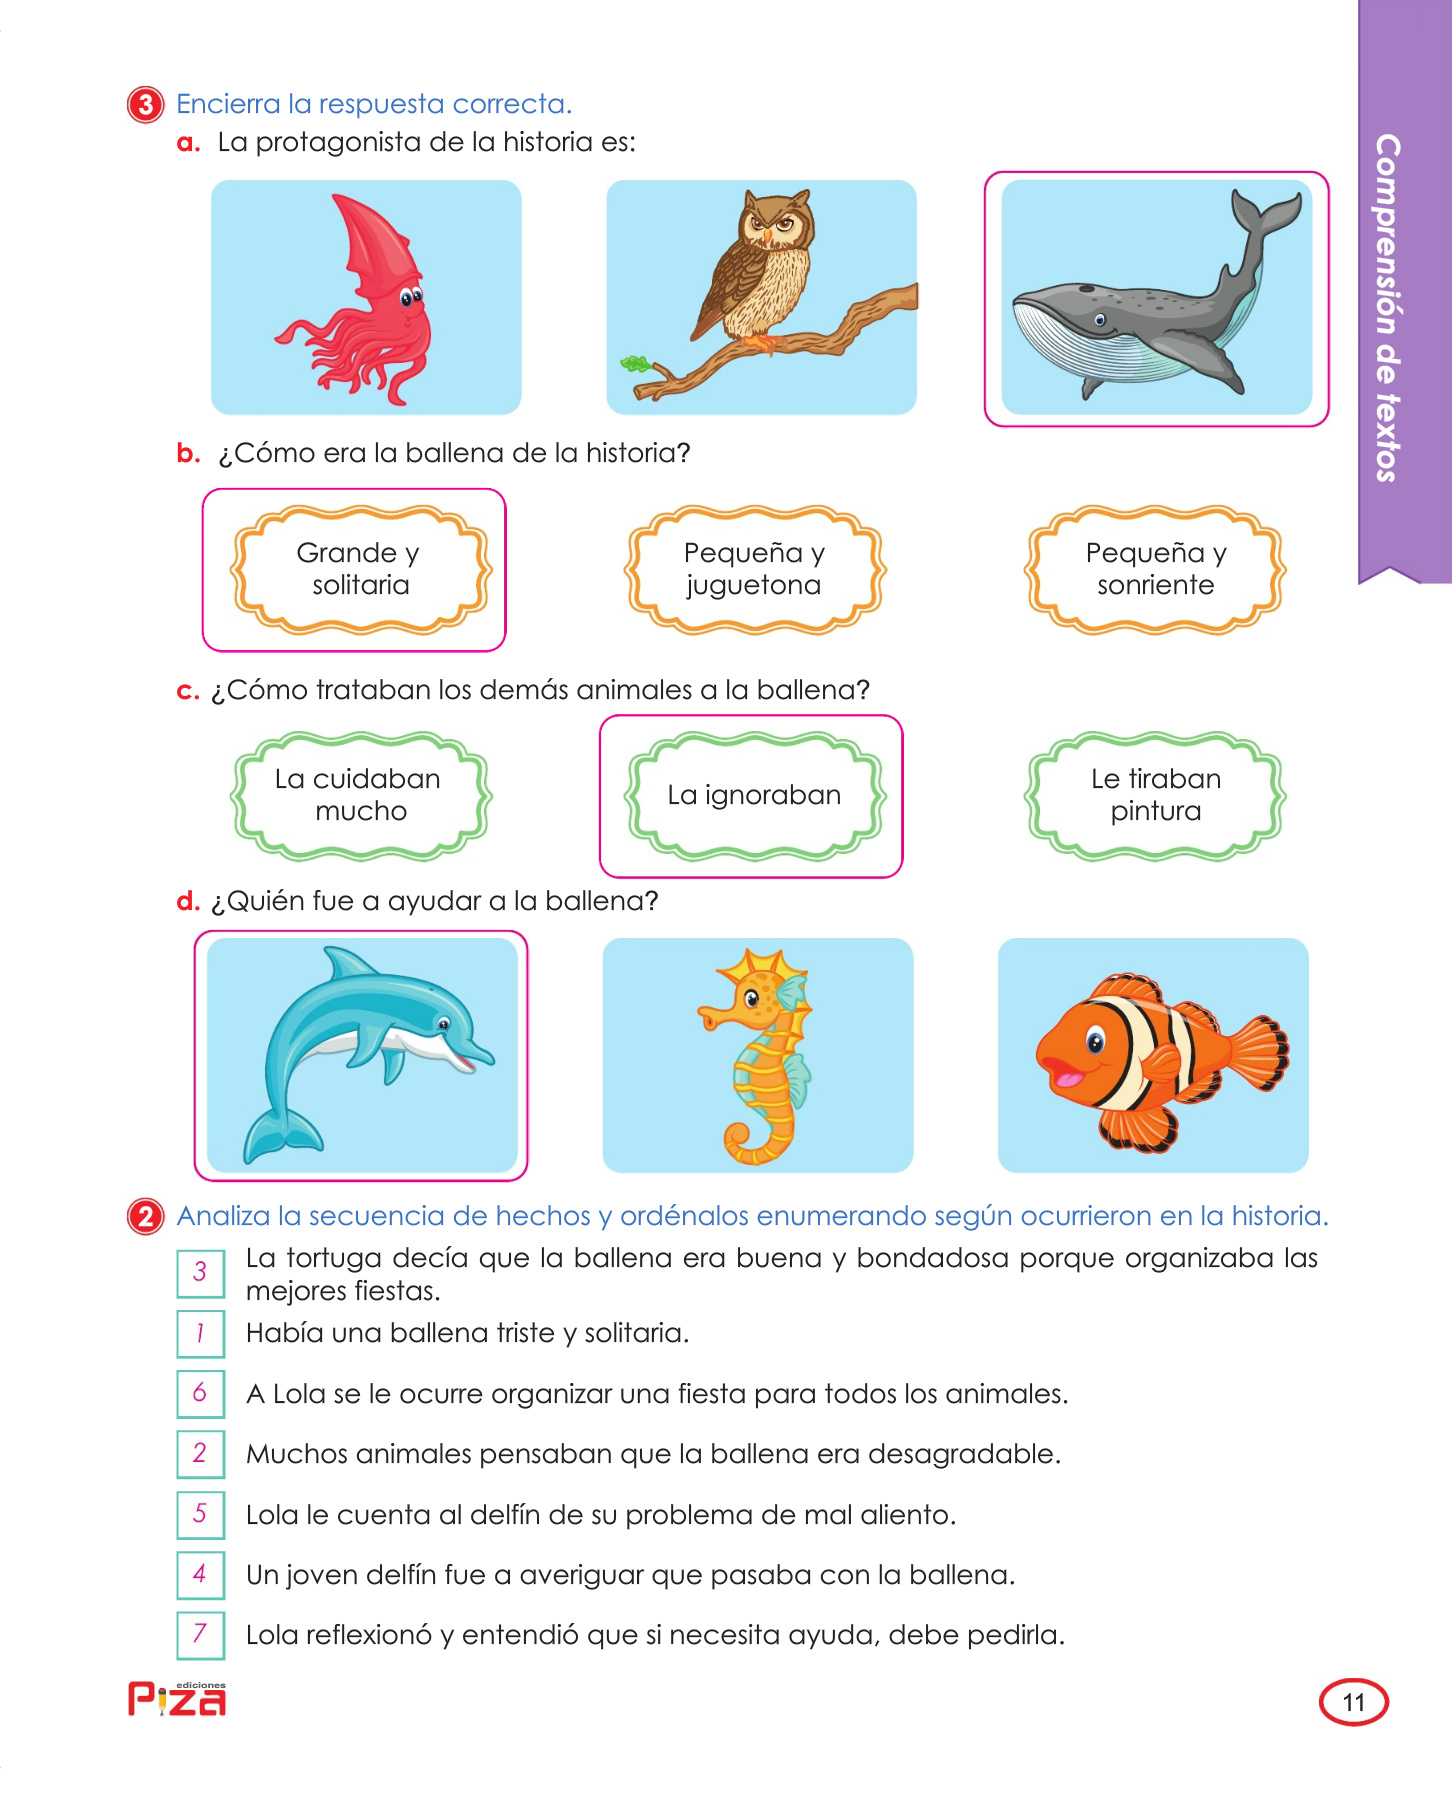 3 Encierra la respuesta correcta.
a. La protagonista de la historia es:
b. ¿Cómo era la ballena de la historia?
Grande y
solitaria
Pequeña y
juguetona
Pequeña y
sonriente
c. ¿Cómo trataban los demás animales a la ballena?
La cuidaban
mucho
La ignoraban
Le tiraban
pintura
d. ¿Quién fue a ayudar a la ballena?
2 Analiza la secuencia de hechos y ordénalos enumerando según ocurrieron en la historia.
3 La tortuga decía que la ballena era buena y bondadosa porque organizaba las
mejores fiestas.
1 Había una ballena triste y solitaria.
6 A Lola se le ocurre organizar una fiesta para todos los animales.
2 Muchos animales pensaban que la ballena era desagradable.
5 Lola le cuenta al delfín de su problema de mal aliento.
4 Un joven delfín fue a averiguar que pasaba con la ballena.
7 Lola reflexionó y entendió que si necesita ayuda, debe pedirla.
Comprensión de textos
ediciones
Piza
11